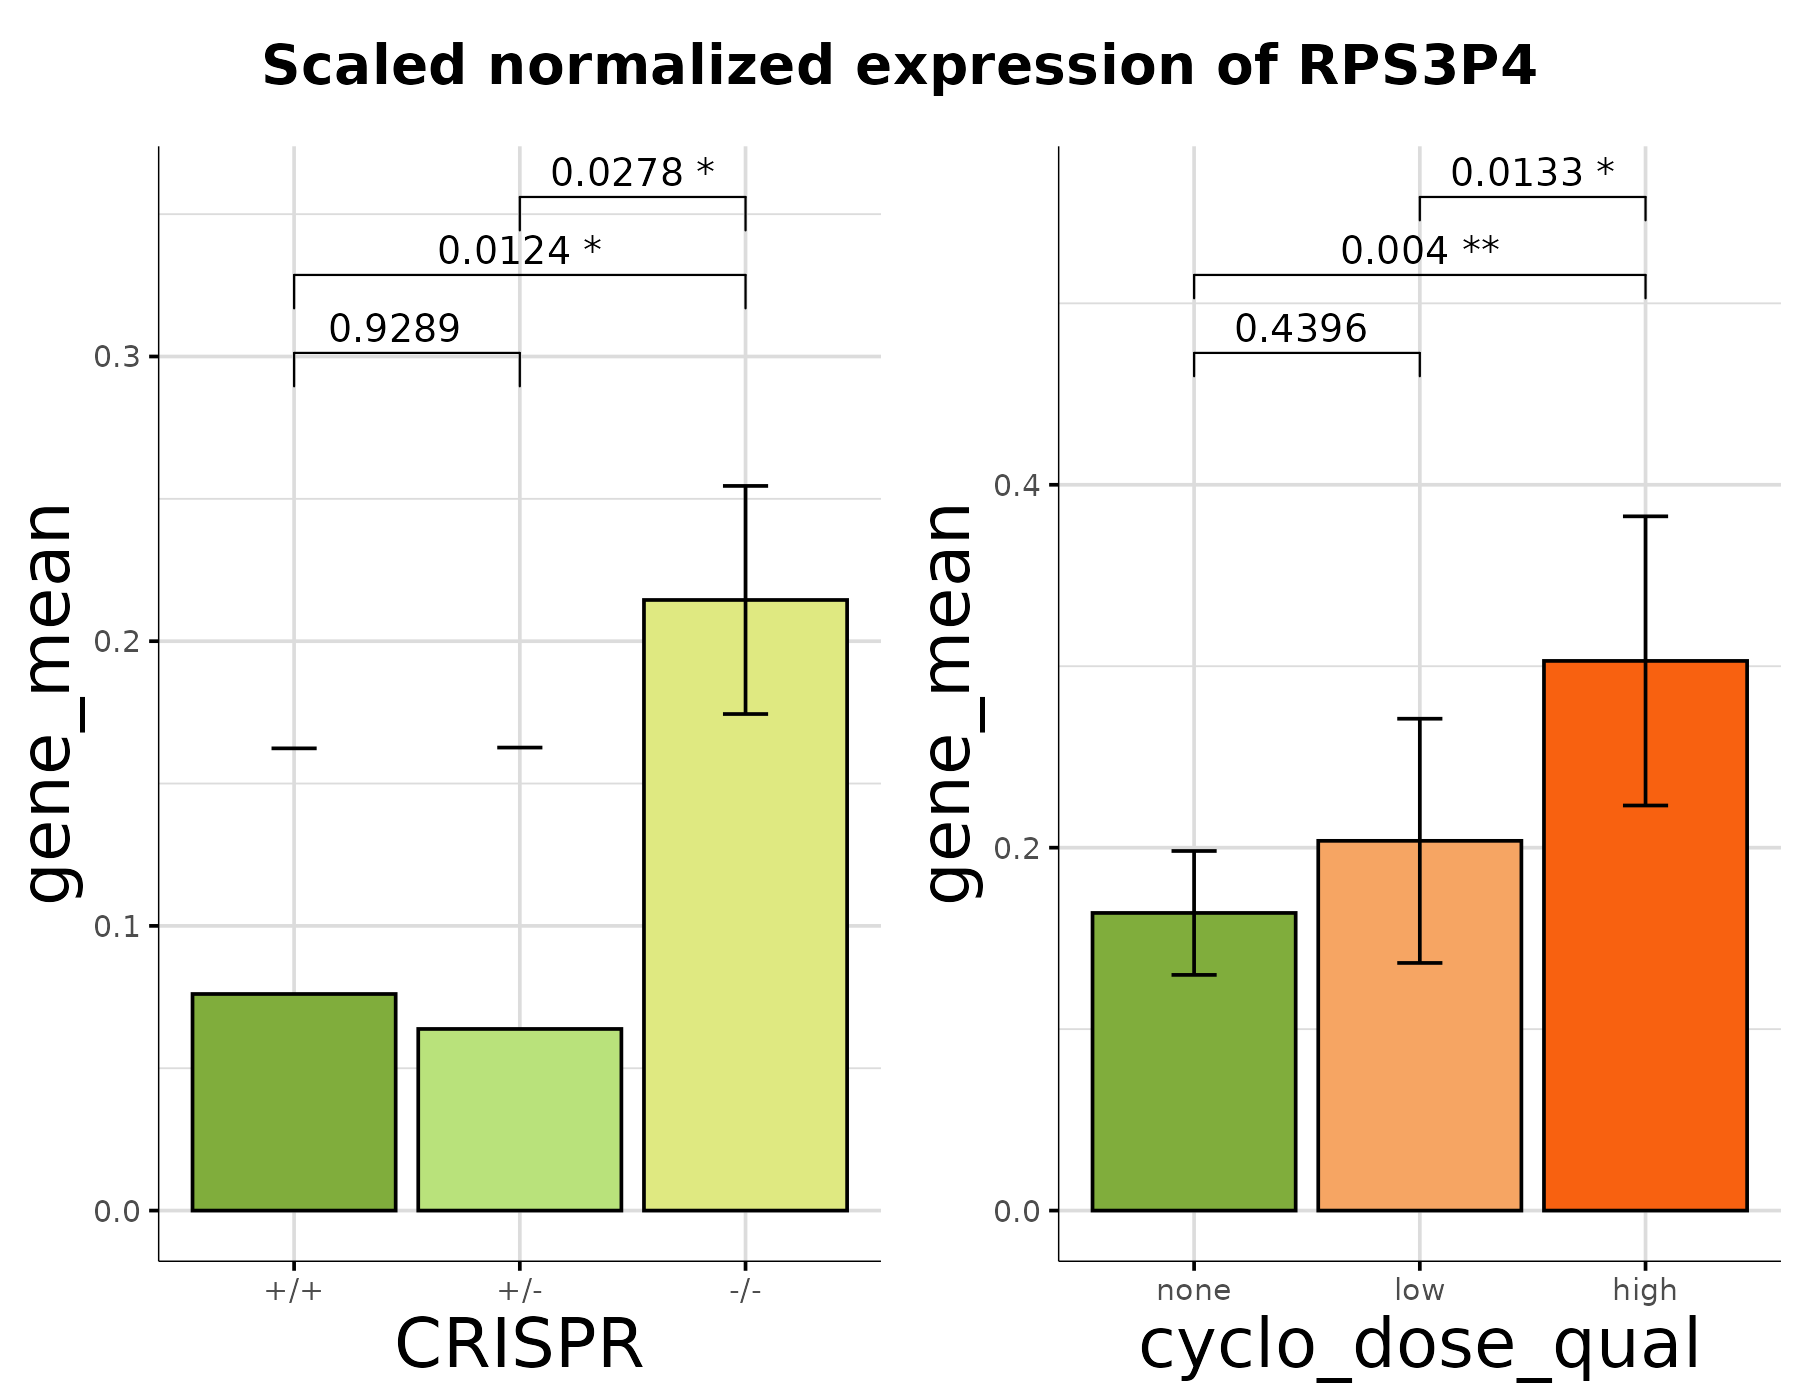 Scaled normalized expression of RPS3P4
0.0278 *
0.0124 *
0.9289
0.3
0.2
0.1
0.0
gene_mean
+/+
+/-
-/-
CRISPR
0.0133 *
0.004 **
0.4396
0.4
0.2
0.0
gene_mean
none
low
high
cyclo_dose_qual